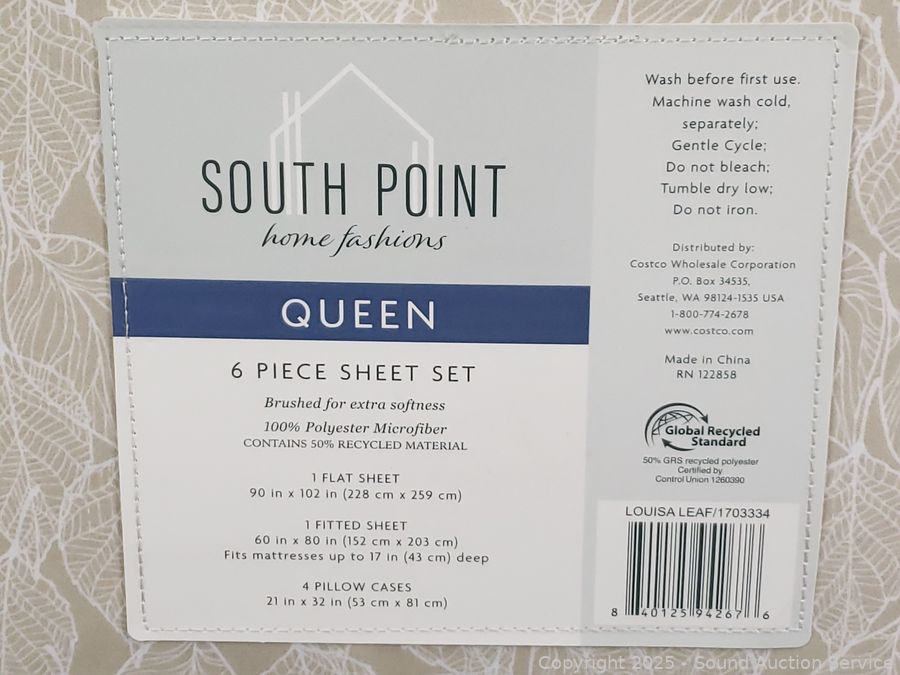 SOUTH POINT
home fashions
QUEEN
6 PIECE SHEET SET
Brushed for extra softness
100% Polyester Microfiber
CONTAINS 50% RECYCLED MATERIAL
1 FLAT SHEET
90 in x 102 in (228 cm x 259 cm)
1 FITTED SHEET
60 in x 80 in (152 cm x 203 cm)
Fits mattresses up to 17 in (43 cm) deep
4 PILLOW CASES
21 in x 32 in (53 cm x 81 cm)
Wash before first use.
Machine wash cold,
separately;
Gentle Cycle;
Do not bleach;
Tumble dry low;
Do not iron.
Distributed by:
Costco Wholesale Corporation
P.O. Box 34535,
Seattle, WA 98124-1535 USA
1-800-774-2678
www.costco.com
Made in China
RN 122858
Global Recycled
Standard
50% GRS recycled polyester
Certified by
Control Union 1260390
LOUISA LEAF/1703334
8 40125 94267 6
Copyright 2025 - Sound Auction Service